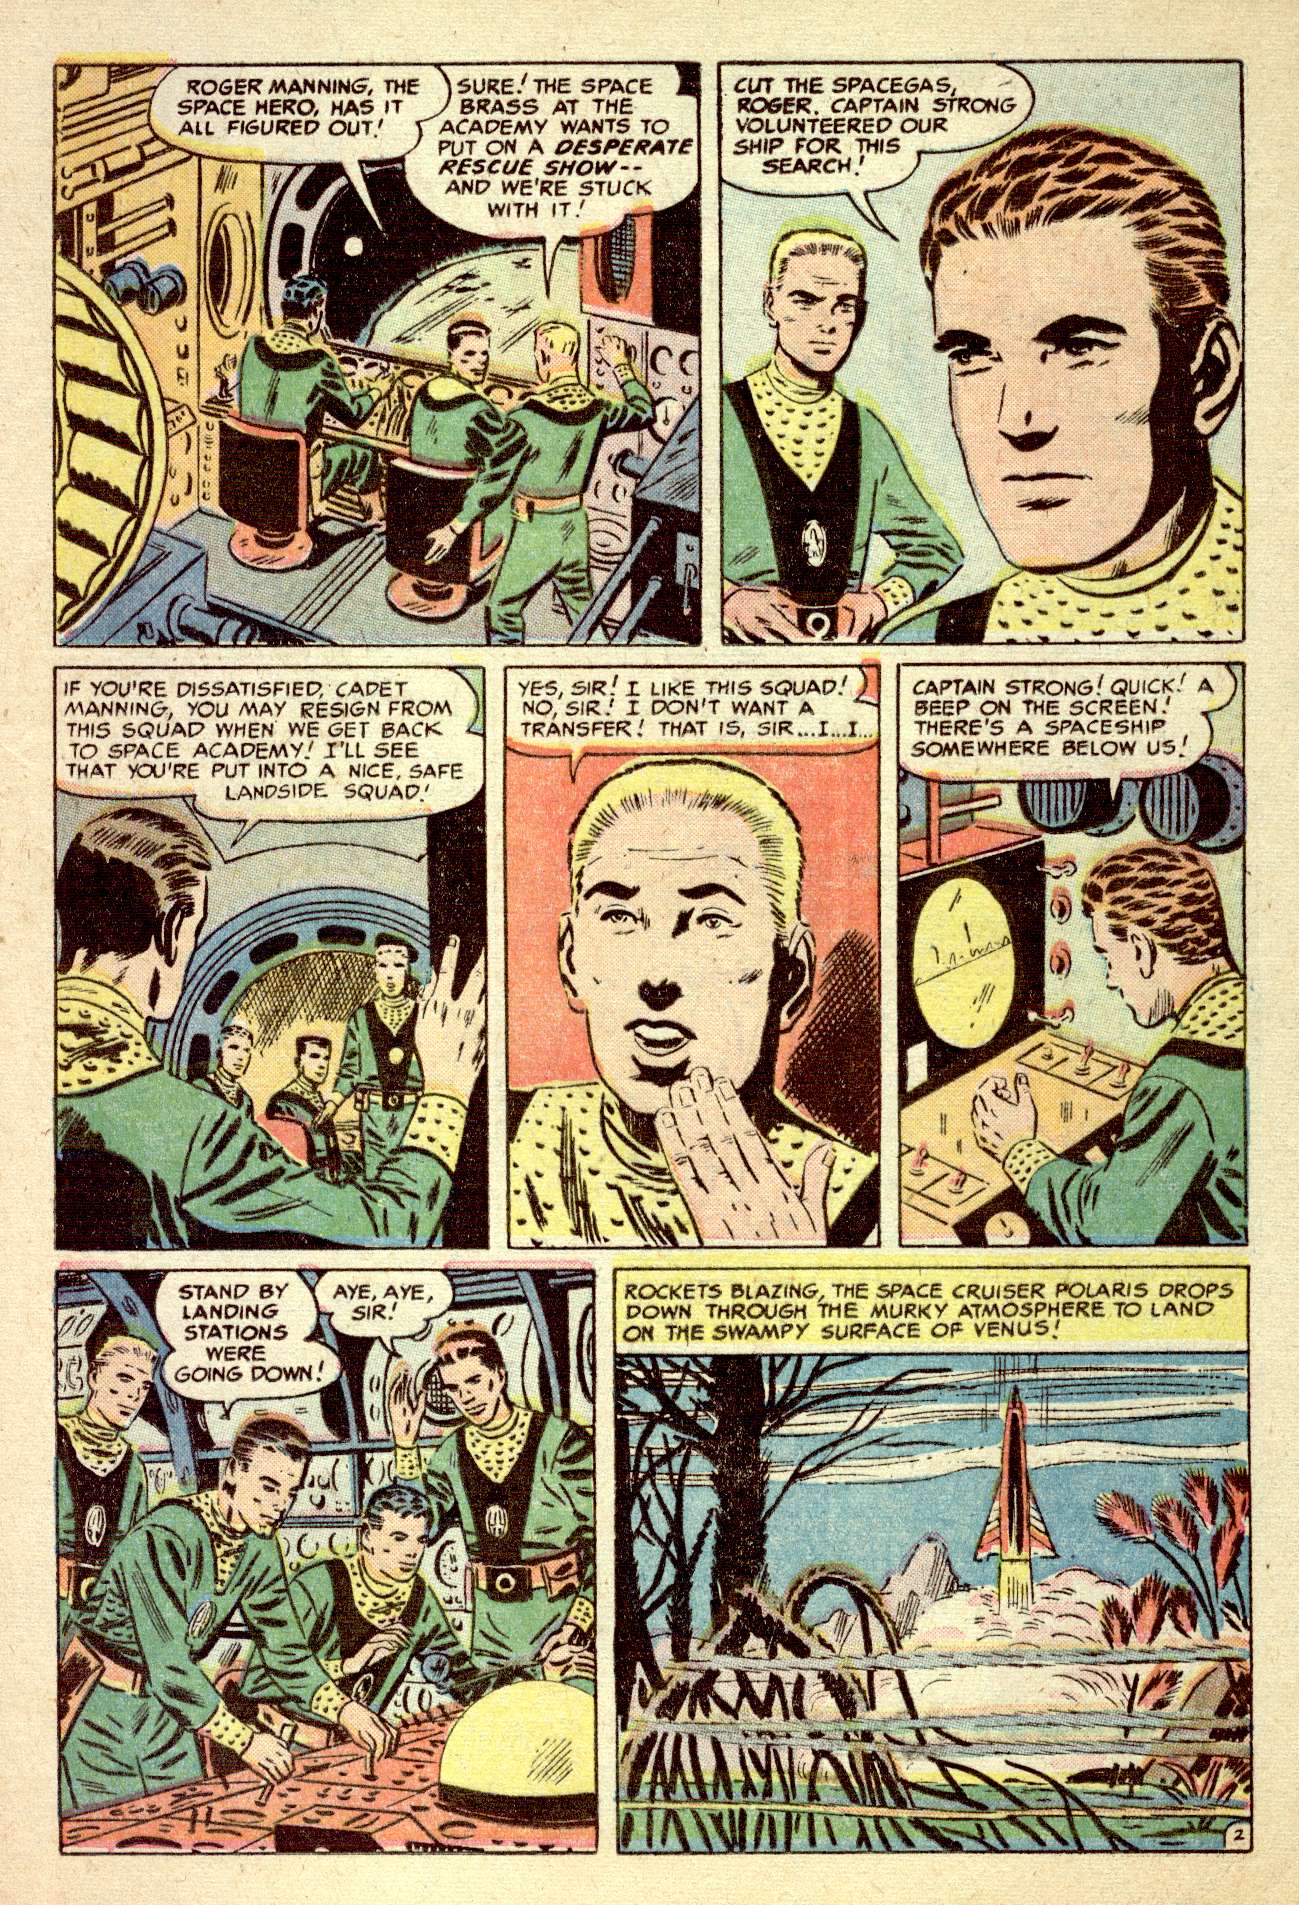 ROGER MANNING, THE
SPACE HERO, HAS IT
ALL FIGURED OUT!
SURE! THE SPACE
BRASS AT THE
ACADEMY WANTS TO
PUT ON A DESPERATE
RESCUE SHOW--
AND WE'RE STUCK
WITH IT!
CUT THE SPACEGAS,
ROGER. CAPTAIN STRONG
VOLUNTEERED OUR
SHIP FOR THIS
SEARCH!
IF YOU'RE DISSATISFIED, CADET
MANNING, YOU MAY RESIGN FROM
THIS SQUAD WHEN WE GET BACK
TO SPACE ACADEMY! I'LL SEE
THAT YOU'RE PUT INTO A NICE, SAFE
LANDSIDE SQUAD!
YES, SIR! I LIKE THIS SQUAD!
NO, SIR! I DON'T WANT A
TRANSFER! THAT IS, SIR...I...I...
CAPTAIN STRONG! QUICK! A
BEEP ON THE SCREEN!
THERE'S A SPACESHIP
SOMEWHERE BELOW US!
STAND BY
LANDING
STATIONS
WERE
GOING DOWN!
AYE, AYE,
SIR!
ROCKETS BLAZING, THE SPACE CRUISER POLARIS DROPS
DOWN THROUGH THE MURKY ATMOSPHERE TO LAND
ON THE SWAMPY SURFACE OF VENUS!
2